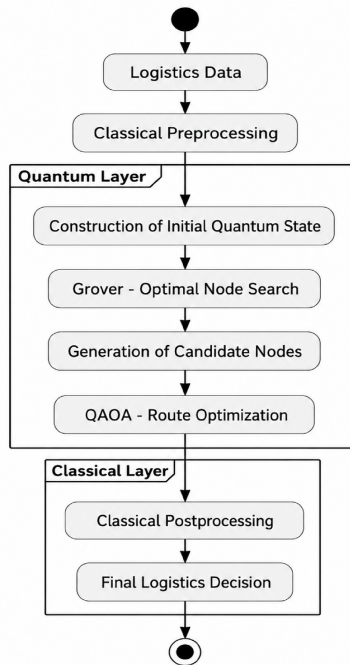 Logistics Data
Classical Preprocessing
Quantum Layer
Construction of Initial Quantum State
Grover - Optimal Node Search
Generation of Candidate Nodes
QAOA - Route Optimization
Classical Layer
Classical Postprocessing
Final Logistics Decision